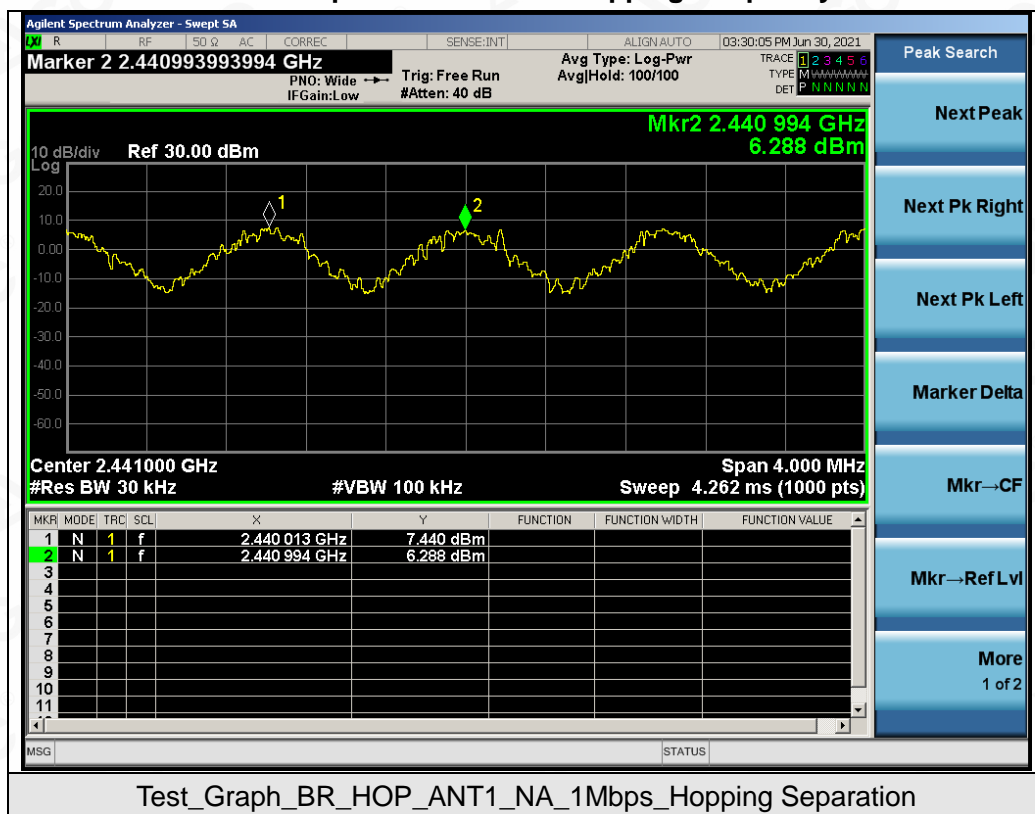 Agilent Spectrum Analyzer - Swept SA
LXI R RF 50 Ω AC CORREC SENSE:INT ALIGN AUTO 03:30:05 PM Jun 30, 2021
Marker 2 2.440993993994 GHz
PNO: Wide
IFGain:Low
Trig: Free Run
#Atten: 40 dB
Avg Type: Log-Pwr
Avg|Hold: 100/100
TRACE 1 2 3 4 5 6
TYPE M W W W W W
DET P N N N N N
Peak Search
Mkr2 2.440 994 GHz
6.288 dBm
10 dB/div Ref 30.00 dBm
Log
20.0
10.0
0.00
-10.0
-20.0
-30.0
-40.0
-50.0
-60.0
1
2
Center 2.441000 GHz Span 4.000 MHz
#Res BW 30 kHz #VBW 100 kHz Sweep 4.262 ms (1000 pts)
MKR MODE TRC SCL X Y FUNCTION FUNCTION WIDTH FUNCTION VALUE
1 N 1 f 2.440 013 GHz 7.440 dBm
2 N 1 f 2.440 994 GHz 6.288 dBm
3
4
5
6
7
8
9
10
11
MSG STATUS
Next Peak
Next Pk Right
Next Pk Left
Marker Delta
Mkr→CF
Mkr→Ref Lvl
More
1 of 2
Test_Graph_BR_HOP_ANT1_NA_1Mbps_Hopping Separation